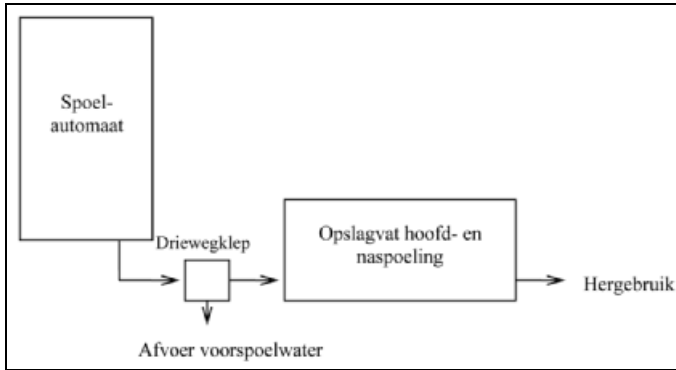 Spoel-
automaat
Driewegklep
Opslagvat hoofd- en
naspoeling
Hergebruik
Afvoer voorspoelwater